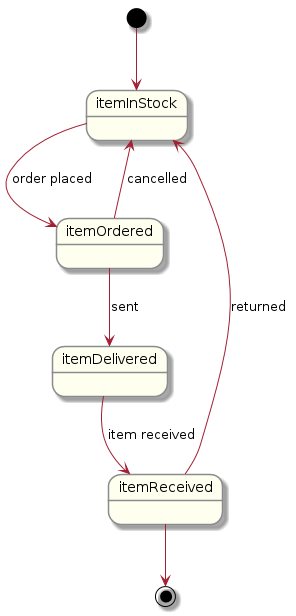 itemInStock
order placed
cancelled
itemOrdered
sent
returned
itemDelivered
item received
itemReceived